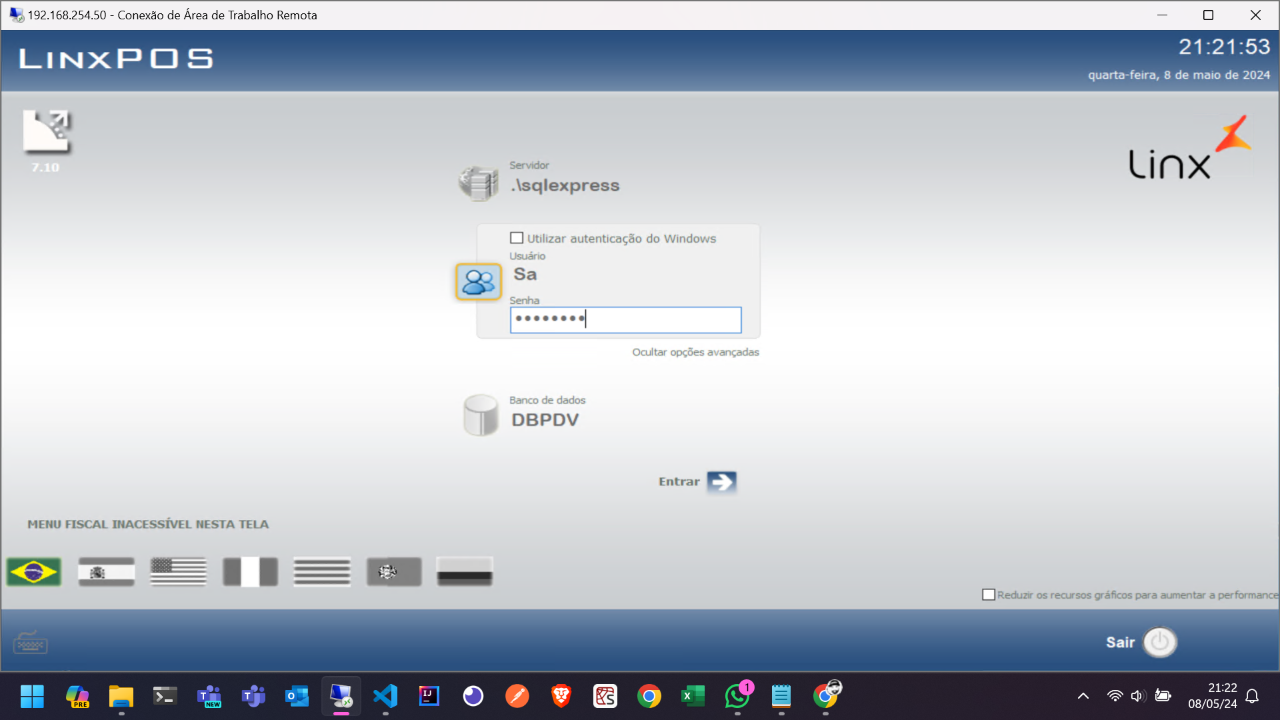 192.168.254.50 - Conexão de Área de Trabalho Remota
LinxPOS
21:21:53
quarta-feira, 8 de maio de 2024
7.10
linx
Servidor
.\sqlexpress
Utilizar autenticação do Windows
Usuário
Sa
Senha
••••••••
Ocultar opções avançadas
Banco de dados
DBPDV
Entrar
MENU FISCAL INACESSÍVEL NESTA TELA
Reduzir os recursos gráficos para aumentar a performance
Sair
PRE
NEW
1
21:22
08/05/24